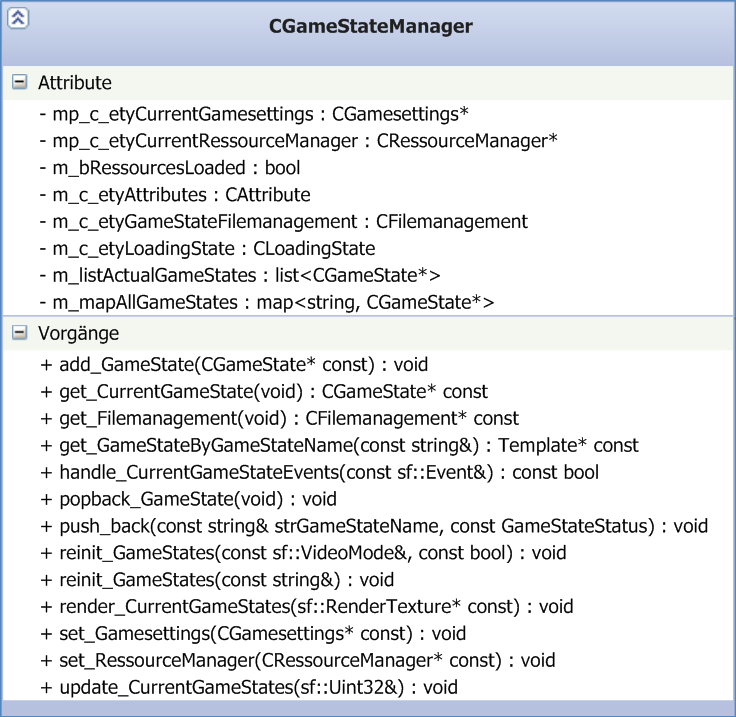 CGameStateManager
Attribute
- mp_c_etyCurrentGamesettings : CGamesettings*
- mp_c_etyCurrentRessourceManager : CRessourceManager*
- m_bRessourcesLoaded : bool
- m_c_etyAttributes : CAttribute
- m_c_etyGameStateFilemanagement : CFilemanagement
- m_c_etyLoadingState : CLoadingState
- m_listActualGameStates : list<CGameState*>
- m_mapAllGameStates : map<string, CGameState*>
Vorgänge
+ add_GameState(CGameState* const) : void
+ get_CurrentGameState(void) : CGameState* const
+ get_Filemanagement(void) : CFilemanagement* const
+ get_GameStateByGameStateName(const string&) : Template* const
+ handle_CurrentGameStateEvents(const sf::Event&) : const bool
+ popback_GameState(void) : void
+ push_back(const string& strGameStateName, const GameStateStatus) : void
+ reinit_GameStates(const sf::VideoMode&, const bool) : void
+ reinit_GameStates(const string&) : void
+ render_CurrentGameStates(sf::RenderTexture* const) : void
+ set_Gamesettings(CGamesettings* const) : void
+ set_RessourceManager(CRessourceManager* const) : void
+ update_CurrentGameStates(sf::Uint32&) : void